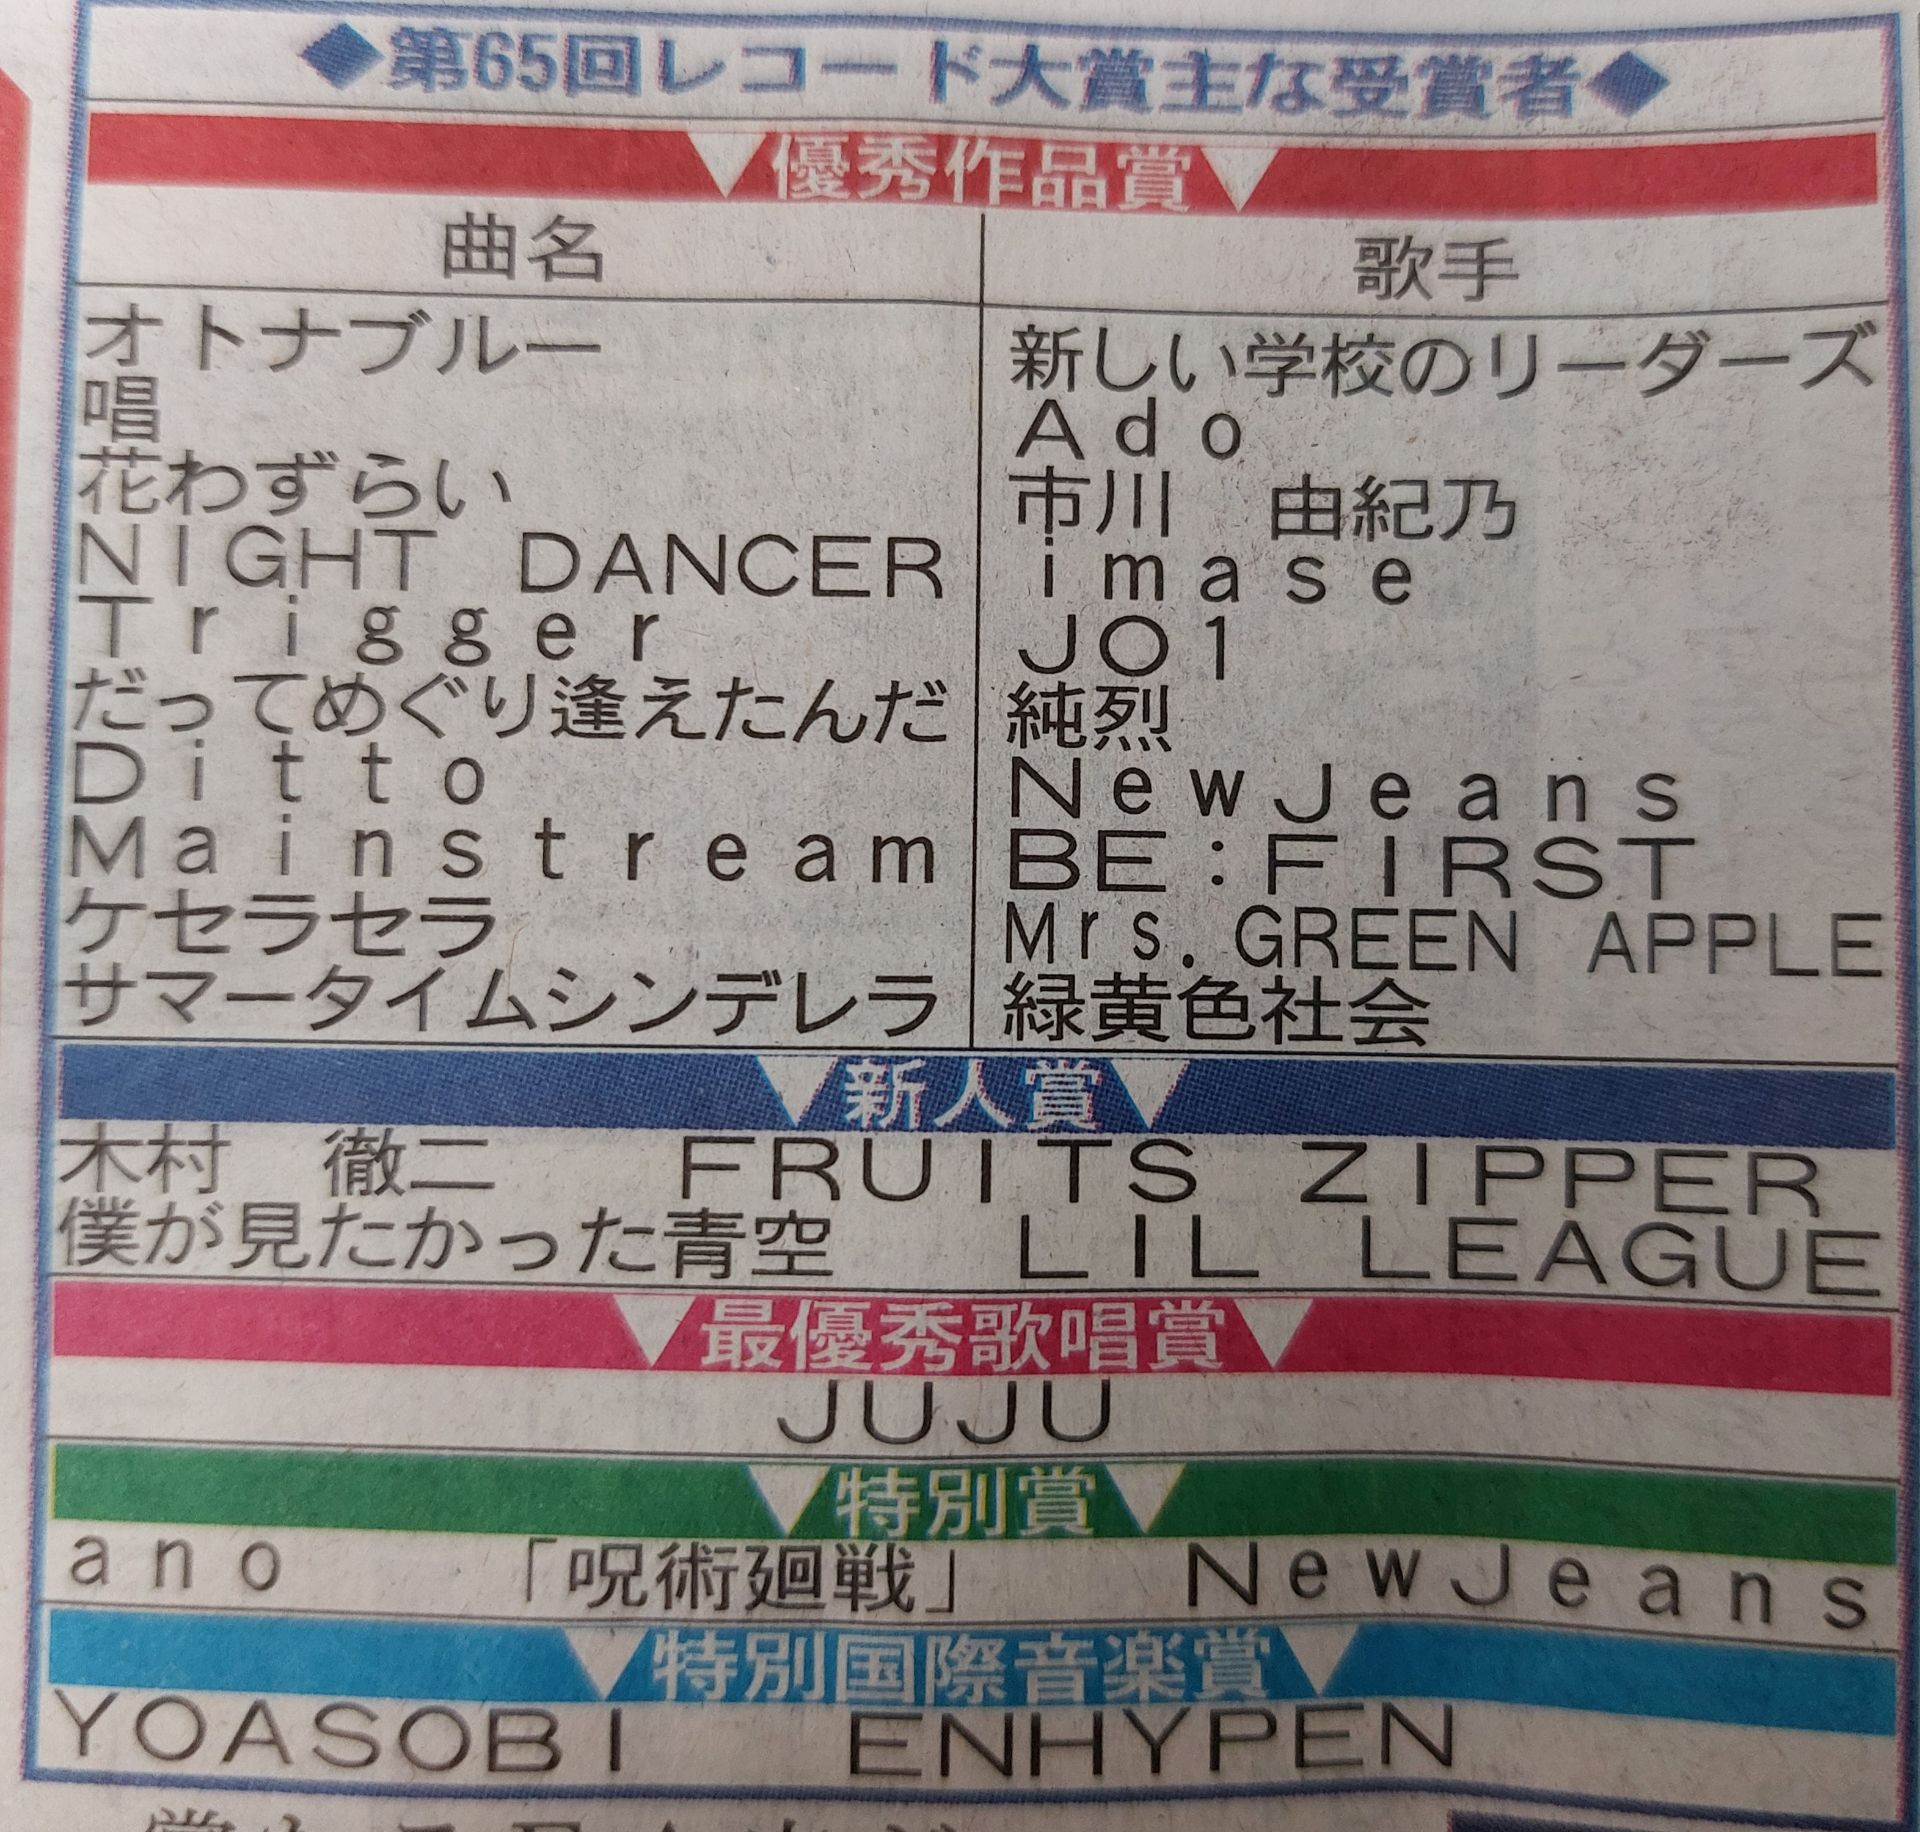 ◆第65回レコード大賞主な受賞者◆
▽優秀作品賞▽
曲名 歌手
オトナブルー 新しい学校のリーダーズ
唱 Ado
花わずらい 市川 由紀乃
NIGHT DANCER imase
Trigger JO1
だってめぐり逢えたんだ 純烈
Ditto NewJeans
Mainstream BE:FIRST
ケセラセラ Mrs. GREEN APPLE
サマータイムシンデレラ 緑黄色社会
▽新人賞▽
木村 徹二 FRUITS ZIPPER
僕が見たかった青空 LIL LEAGUE
▽最優秀歌唱賞▽
JUJU
▽特別賞▽
ano 「呪術廻戦」 NewJeans
▽特別国際音楽賞▽
YOASOBI ENHYPEN